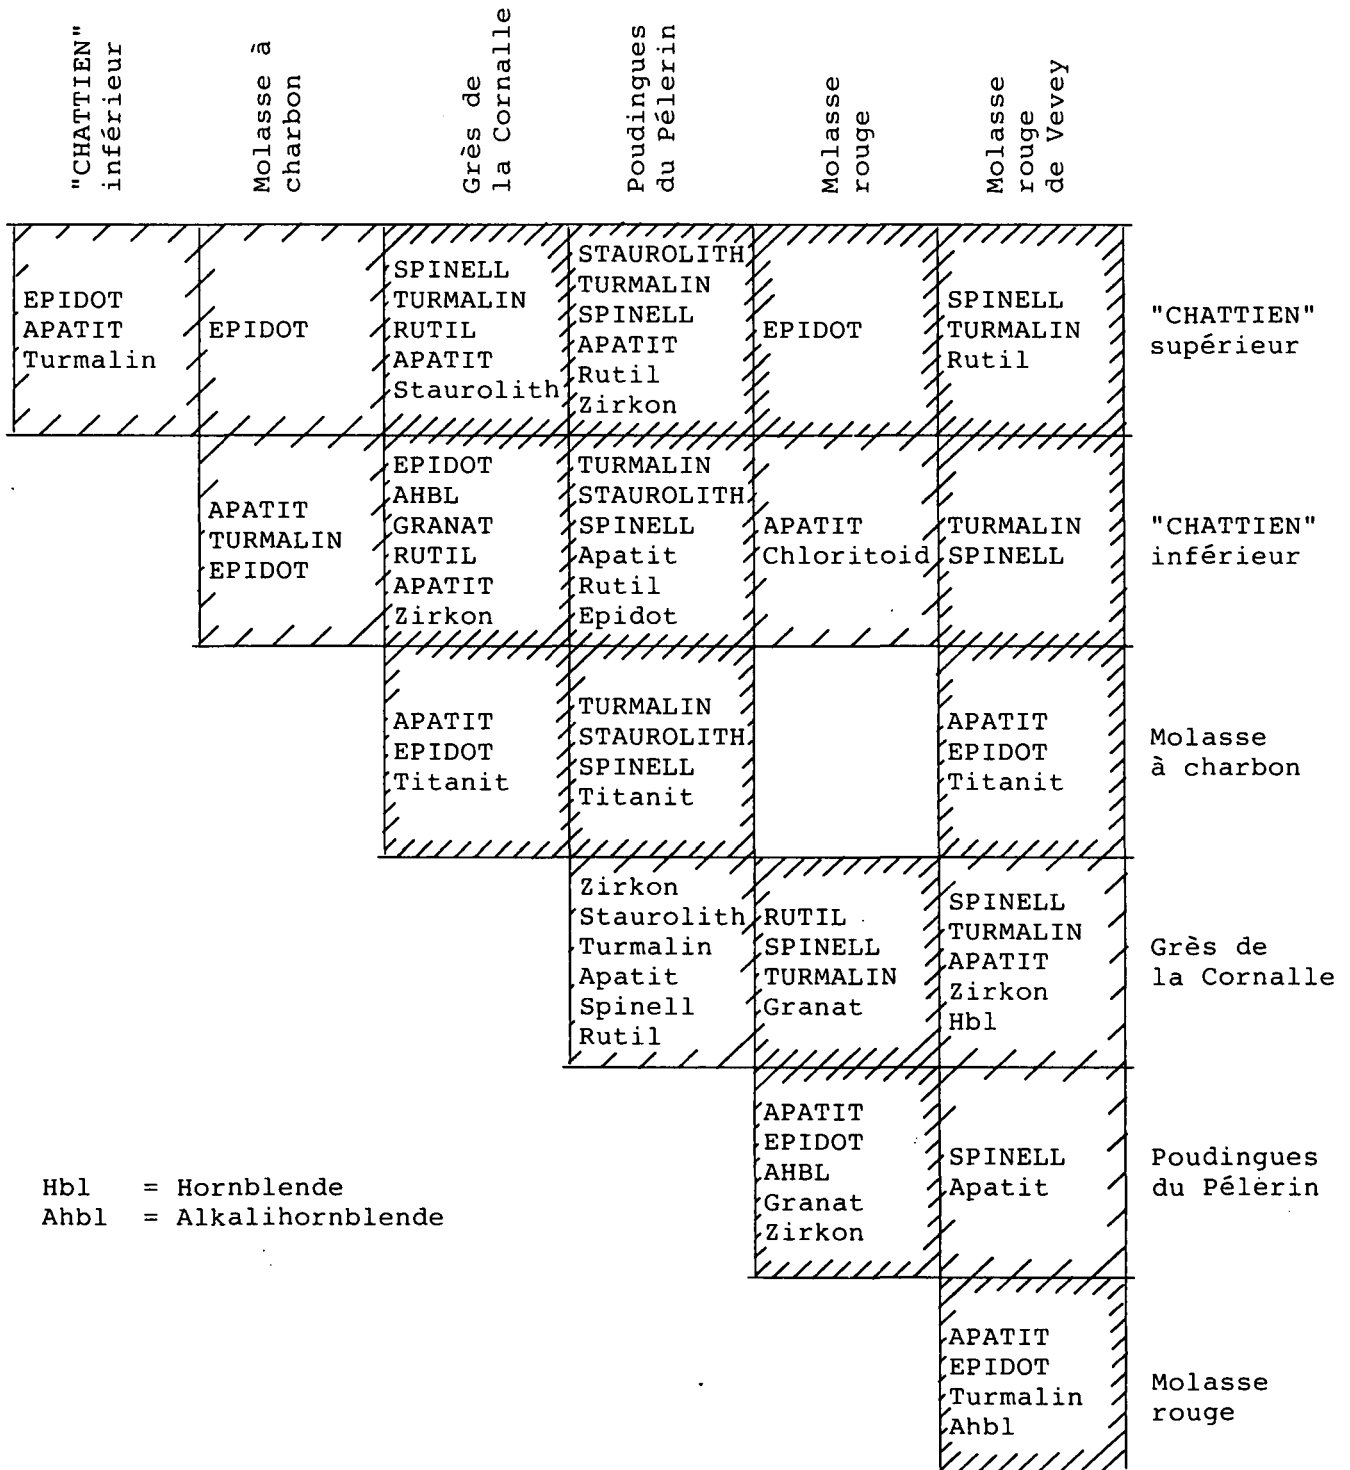 "CHATTIEN"
inférieur
Molasse à
charbon
Grès de
la Cornalle
Poudingues
du Pélerin
Molasse
rouge
Molasse
rouge
de Vevey
EPIDOT
APATIT
Turmalin
EPIDOT
SPINELL
TURMALIN
RUTIL
APATIT
Staurolith
STAUROLITH
TURMALIN
SPINELL
APATIT
Rutil
Zirkon
EPIDOT
SPINELL
TURMALIN
Rutil
"CHATTIEN"
supérieur
APATIT
TURMALIN
EPIDOT
EPIDOT
AHBL
GRANAT
RUTIL
APATIT
Zirkon
TURMALIN
STAUROLITH
SPINELL
Apatit
Rutil
Epidot
APATIT
Chloritoid
TURMALIN
SPINELL
"CHATTIEN"
inférieur
APATIT
EPIDOT
Titanit
TURMALIN
STAUROLITH
SPINELL
Titanit
APATIT
EPIDOT
Titanit
Molasse
à charbon
Zirkon
Staurolith
Turmalin
Apatit
Spinell
Rutil
RUTIL
SPINELL
TURMALIN
Granat
SPINELL
TURMALIN
APATIT
Zirkon
Hbl
Grès de
la Cornalle
APATIT
EPIDOT
AHBL
Granat
Zirkon
SPINELL
Apatit
Poudingues
du Pélerin
Hbl = Hornblende
Ahbl = Alkalihornblende
APATIT
EPIDOT
Turmalin
Ahbl
Molasse
rouge